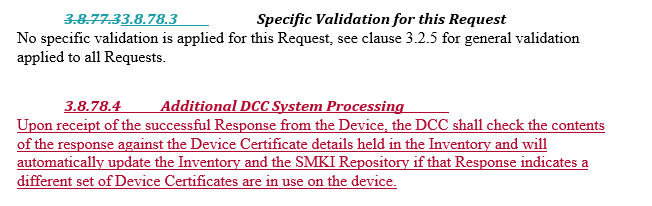 3.8.77.33.8.78.3 Specific Validation for this Request
No specific validation is applied for this Request, see clause 3.2.5 for general validation
applied to all Requests.
3.8.78.4 Additional DCC System Processing
Upon receipt of the successful Response from the Device, the DCC shall check the contents
of the response against the Device Certificate details held in the Inventory and will
automatically update the Inventory and the SMKI Repository if that Response indicates a
different set of Device Certificates are in use on the device.